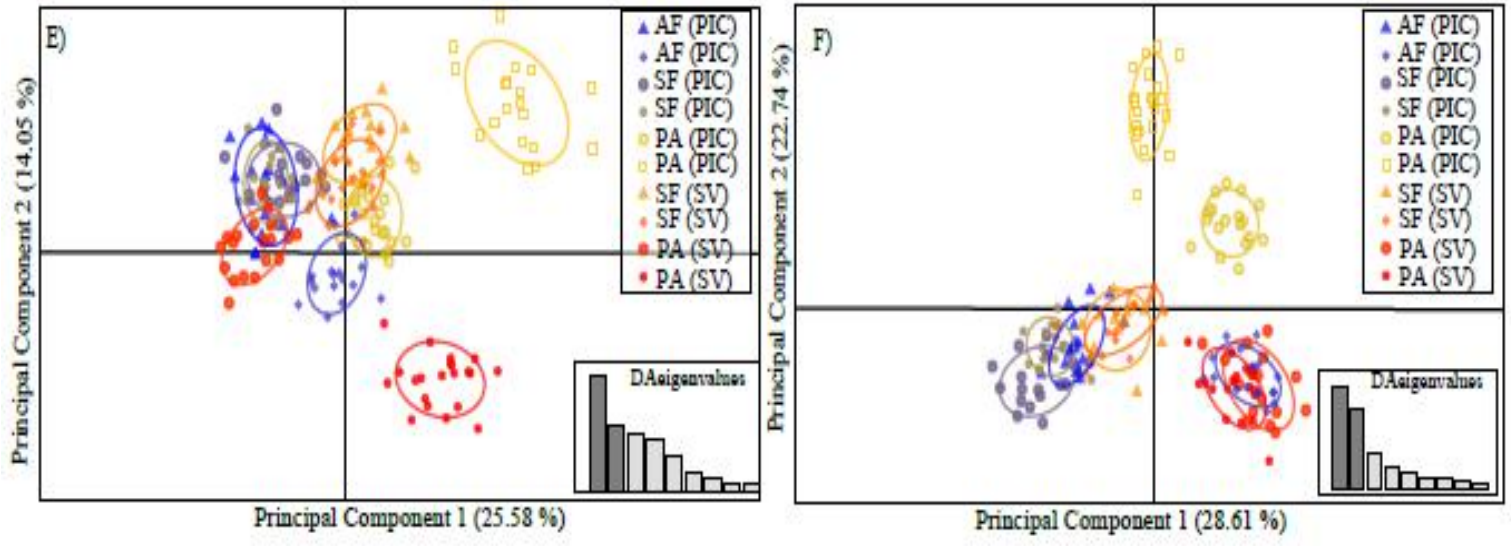 E)
AF (PIC)
AF (PIC)
SF (PIC)
SF (PIC)
PA (PIC)
PA (PIC)
SF (SV)
SF (SV)
PA (SV)
PA (SV)
Principal Component 2 (14.05 %)
DAeigenvalues
Principal Component 1 (25.58 %)
F)
AF (PIC)
AF (PIC)
SF (PIC)
SF (PIC)
PA (PIC)
PA (PIC)
SF (SV)
SF (SV)
PA (SV)
PA (SV)
Principal Component 2 (22.74 %)
DAeigenvalues
Principal Component 1 (28.61 %)